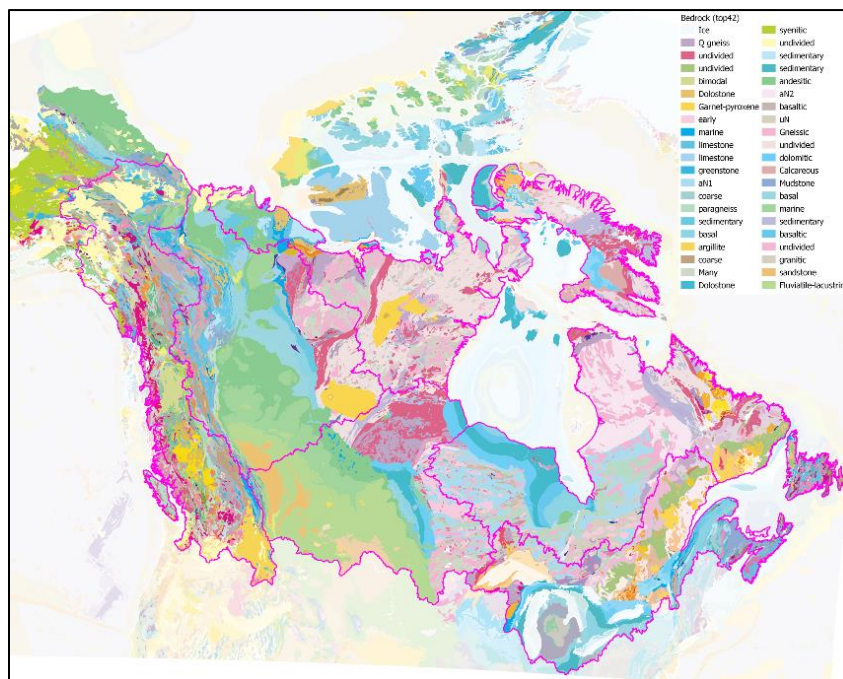 Bedrock (top42)
Ice
Q gneiss
undivided
undivided
bimodal
Dolostone
Garnet-pyroxene
early
marine
limestone
limestone
greenstone
aN1
coarse
paragneiss
sedimentary
basal
argillite
coarse
Many
Dolostone
syenitic
undivided
sedimentary
sedimentary
andesitic
aN2
basaltic
uN
Gneissic
undivided
dolomitic
Calcareous
Mudstone
basal
marine
sedimentary
basaltic
undivided
granitic
sandstone
Fluviatile-lacustrin